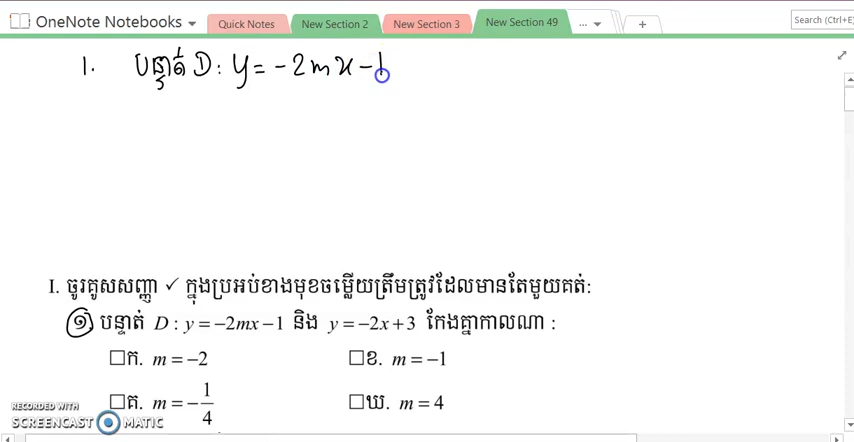 OneNote Notebooks
Quick Notes
New Section 2
New Section 3
New Section 49
...
Search (Ctrl+E)
1. បន្ទាត់ D: y = -2mx -1
I. ចូរគូសសញ្ញា ✓ ក្នុងប្រអប់ខាងមុខចម្លើយត្រឹមត្រូវដែលមានតែមួយគត់:
១. បន្ទាត់ D : y = −2mx − 1 និង y = −2x + 3 កែងគ្នាកាលណា :
☐ក. m = −2 ☐ខ. m = −1
☐គ. m = −1/4 ☐ឃ. m = 4
RECORDED WITH
SCREENCAST MATIC